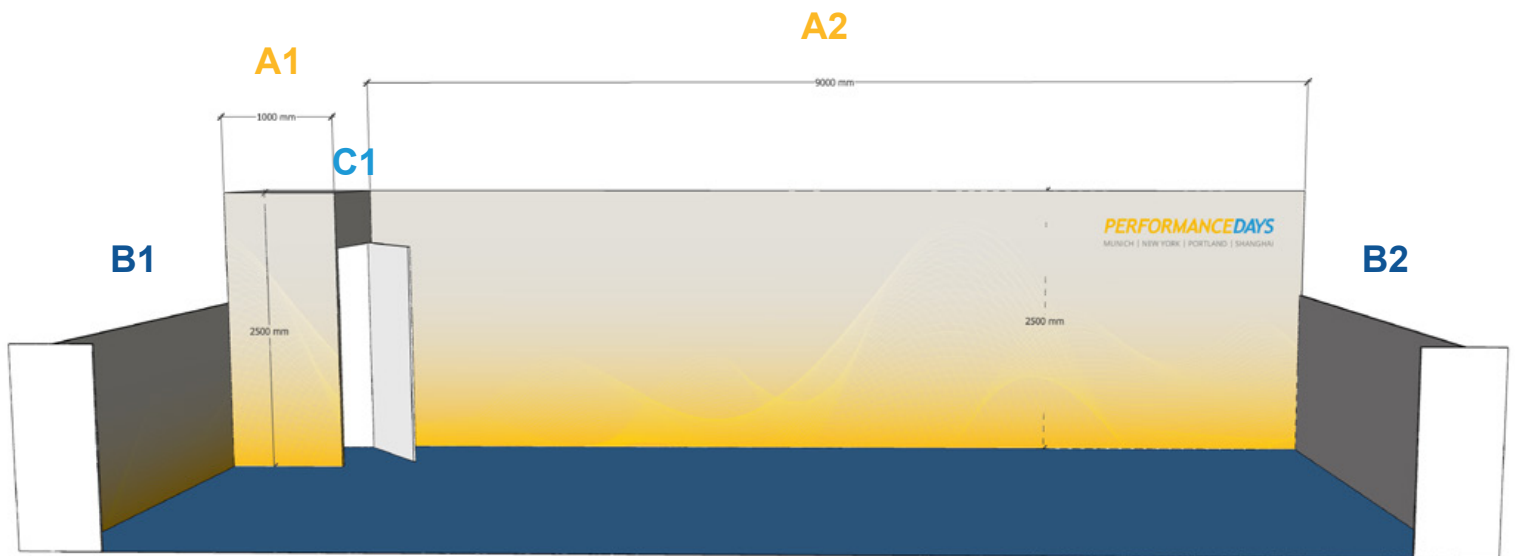 A2
A1
9000 mm
1000 mm
C1
PERFORMANCEDAYS
MUNICH | NEW YORK | PORTLAND | SHANGHAI
B1
B2
2500 mm
2500 mm